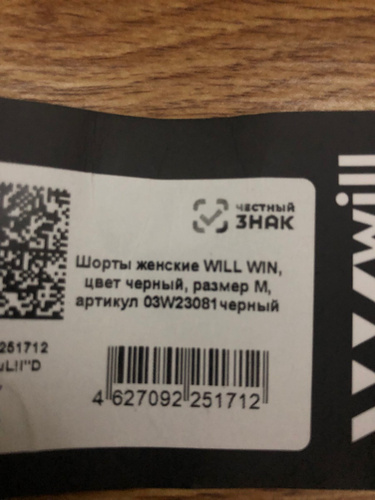 честный
ЗНАК
Шорты женские WILL WIN,
цвет черный, размер M,
артикул 03W23081черный
251712
4 627092 251712
will